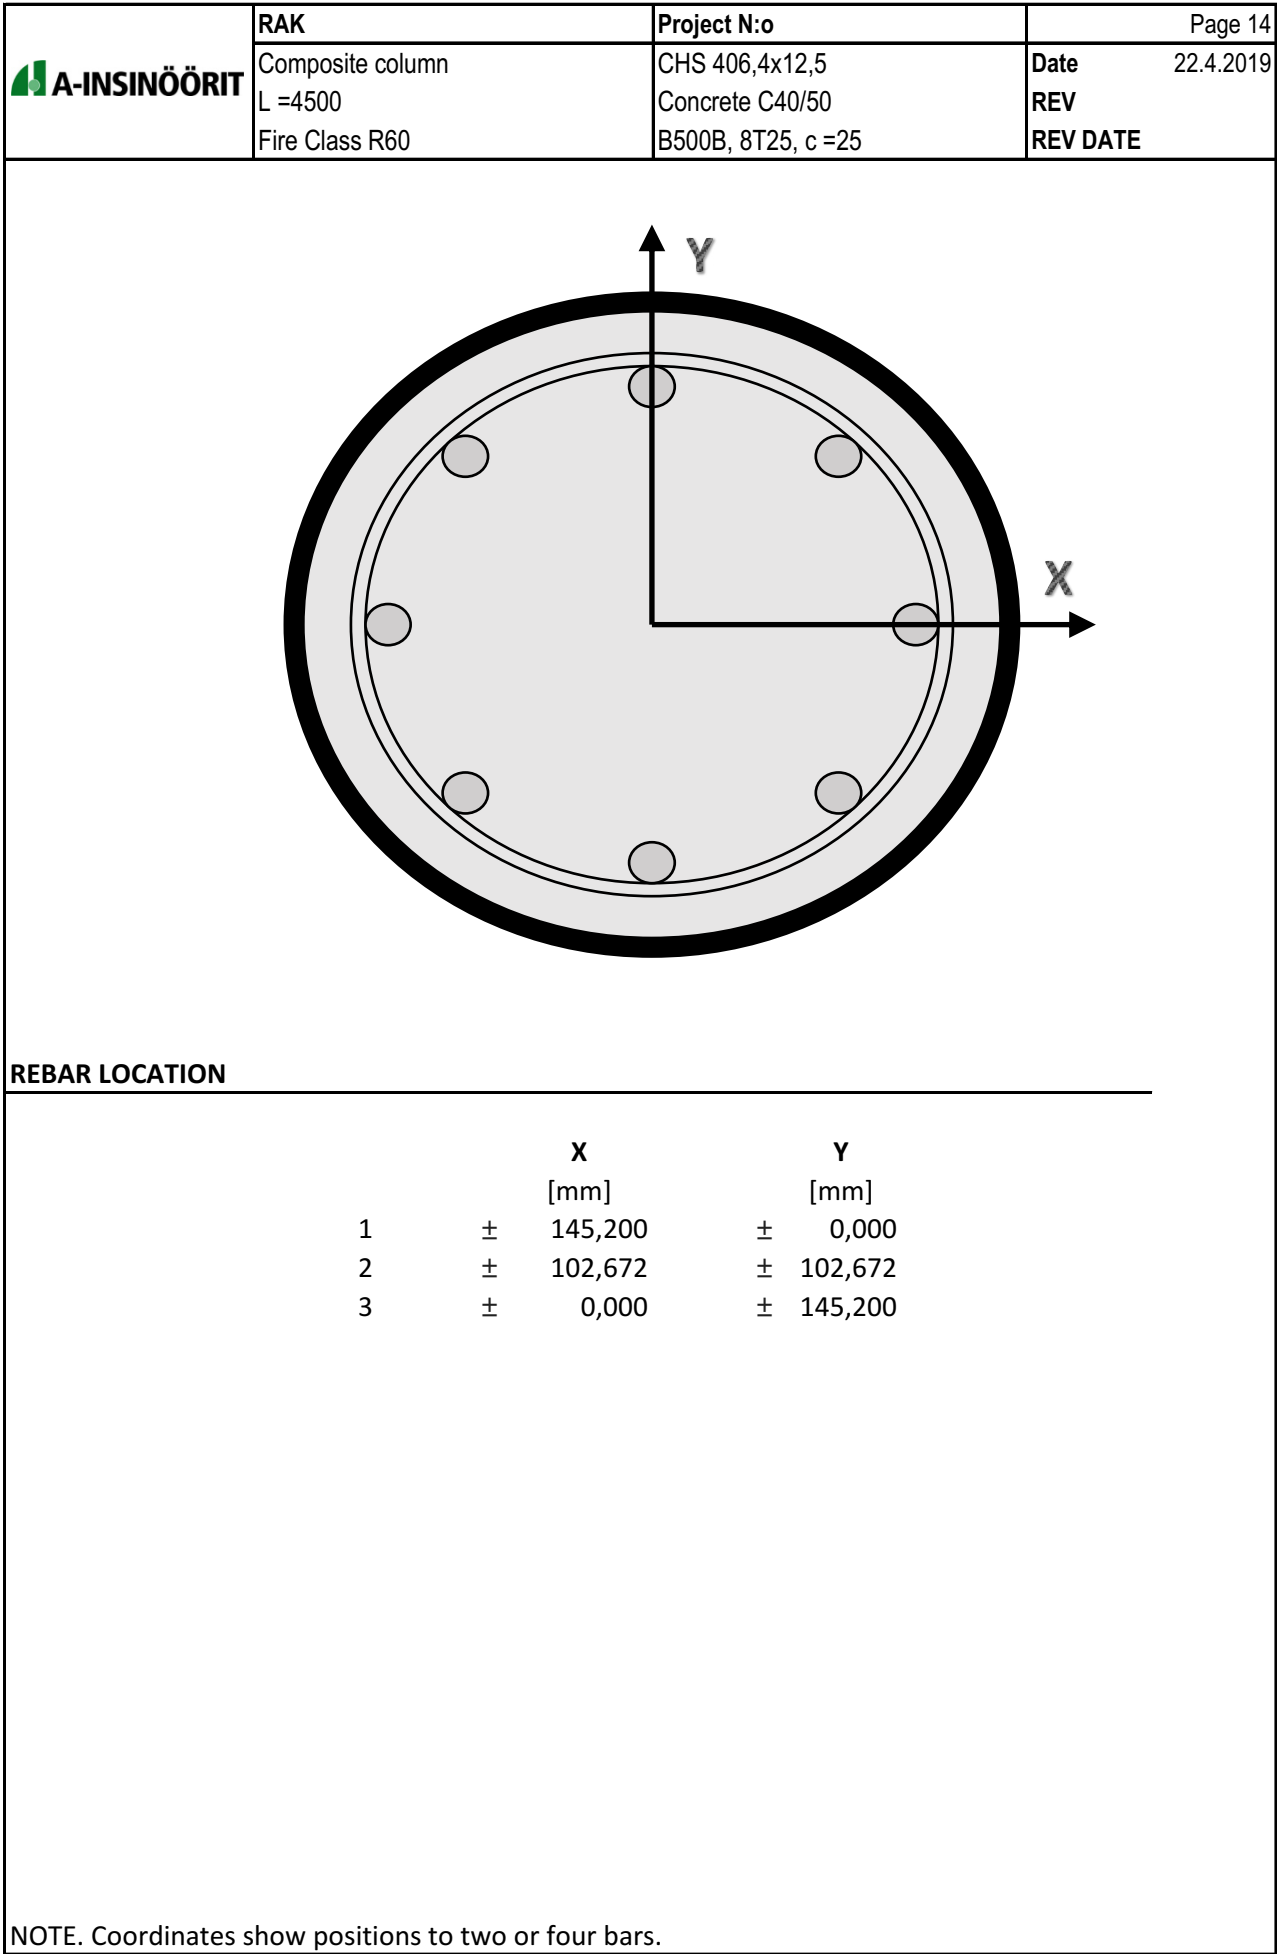 RAK Project N:o Page 14
A-INSINÖÖRIT
Composite column CHS 406,4x12,5 Date 22.4.2019
L =4500 Concrete C40/50 REV
Fire Class R60 B500B, 8T25, c =25 REV DATE
Y
X
REBAR LOCATION
X Y
[mm] [mm]
1 ± 145,200 ± 0,000
2 ± 102,672 ± 102,672
3 ± 0,000 ± 145,200
NOTE. Coordinates show positions to two or four bars.